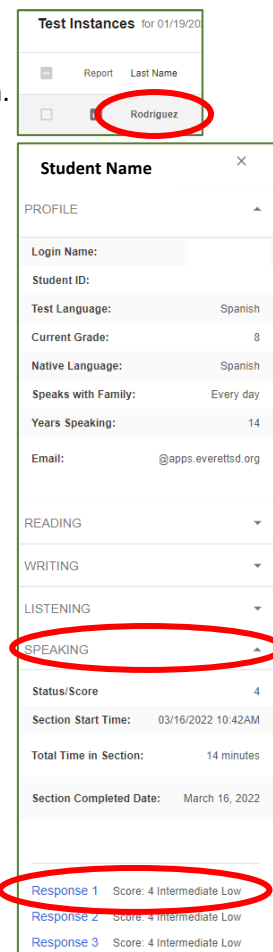 Test Instances for 01/19/20
n.
Report Last Name
Rodriguez
Student Name ×
PROFILE
Login Name:
Student ID:
Test Language: Spanish
Current Grade: 8
Native Language: Spanish
Speaks with Family: Every day
Years Speaking: 14
Email: @apps.everettsd.org
READING
WRITING
LISTENING
SPEAKING
Status/Score 4
Section Start Time: 03/16/2022 10:42AM
Total Time in Section: 14 minutes
Section Completed Date: March 16, 2022
Response 1 Score: 4 Intermediate Low
Response 2 Score: 4 Intermediate Low
Response 3 Score: 4 Intermediate Low